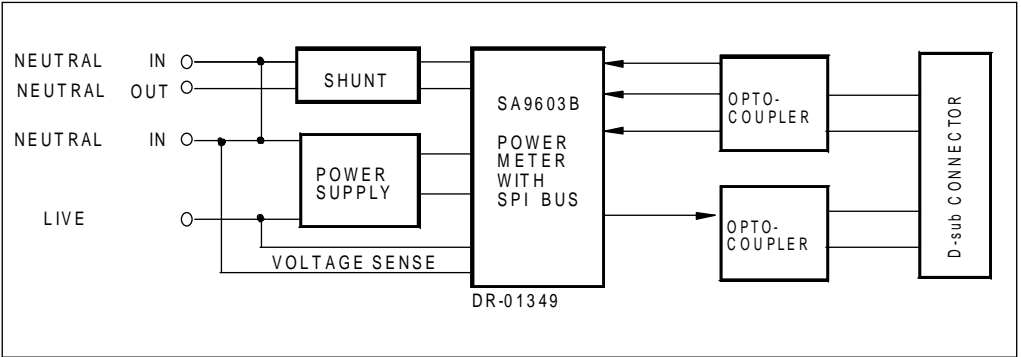 NEUTRAL IN
NEUTRAL OUT
NEUTRAL IN
LIVE
SHUNT
POWER
SUPPLY
VOLTAGE SENSE
SA9603B
POWER
METER
WITH
SPI BUS
DR-01349
OPTO-
COUPLER
OPTO-
COUPLER
D-sub CONNECTOR